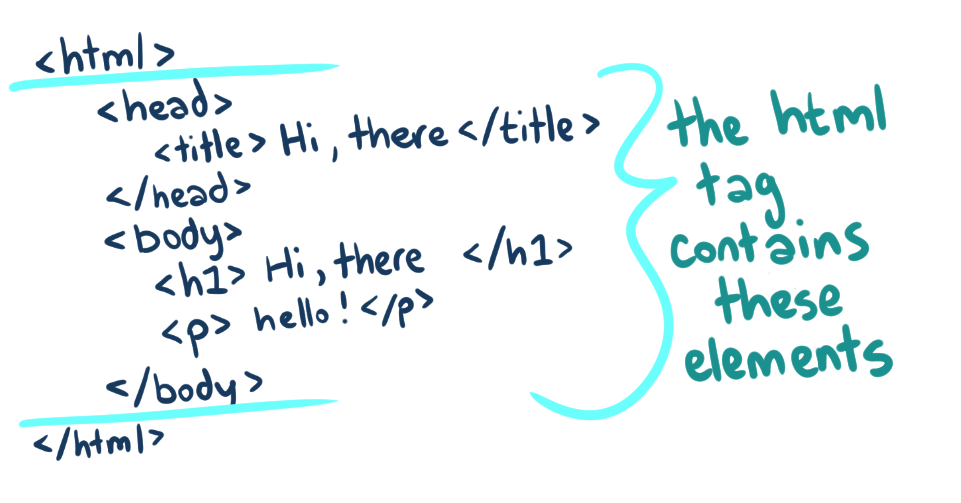 <html>
<head>
<title> Hi, there </title>
</head>
<body>
<h1> Hi, there </h1>
<p> hello! </p>
</body>
</html>
the html
tag
contains
these
elements